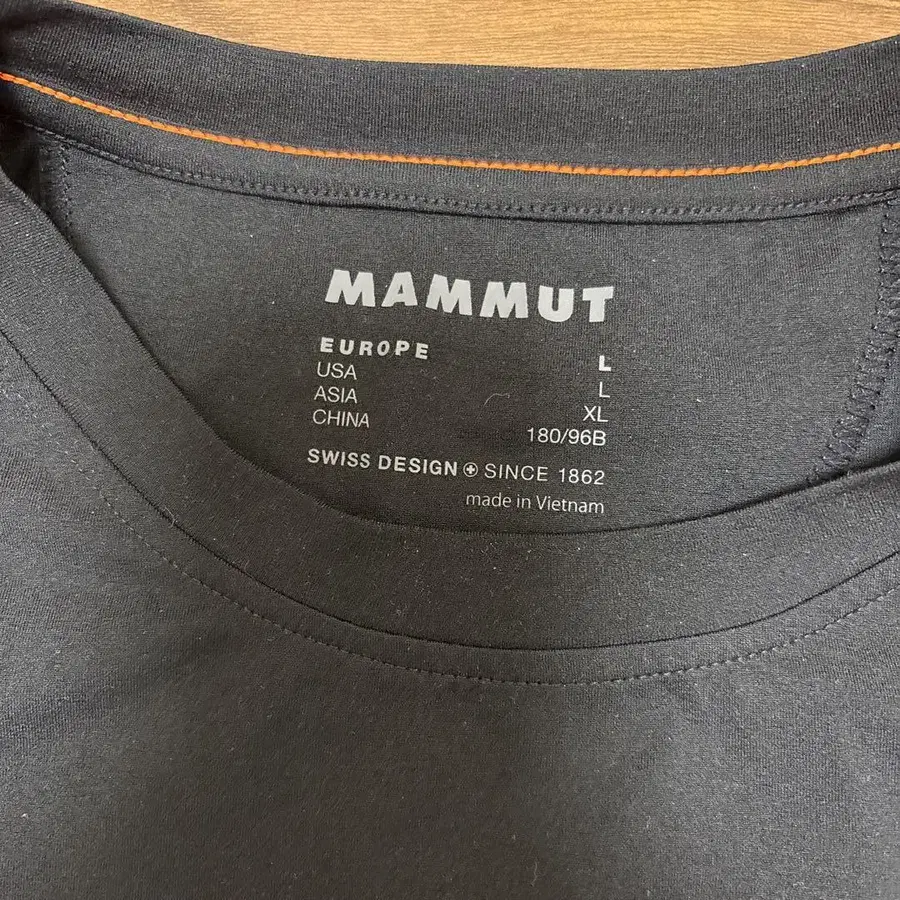 MAMMUT
EUROPE L
USA L
ASIA XL
CHINA 180/96B
SWISS DESIGN SINCE 1862
made in Vietnam